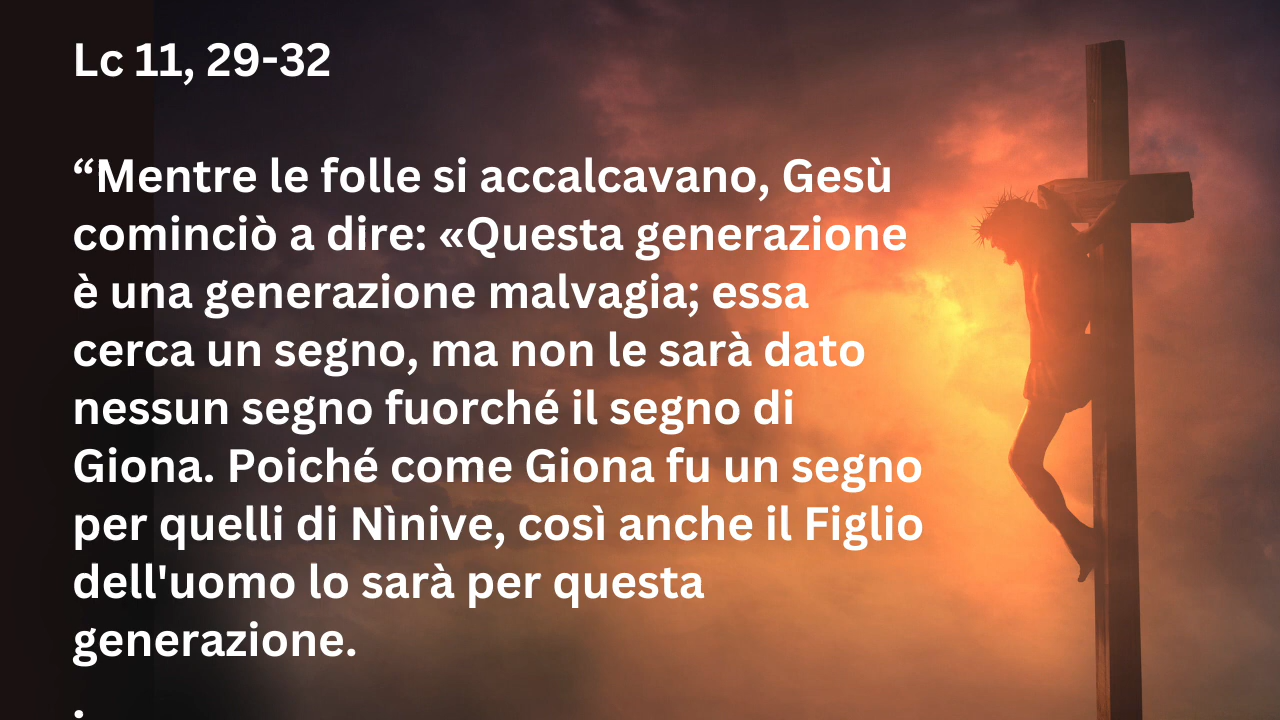 Lc 11, 29-32
“Mentre le folle si accalcavano, Gesù
cominciò a dire: «Questa generazione
è una generazione malvagia; essa
cerca un segno, ma non le sarà dato
nessun segno fuorché il segno di
Giona. Poiché come Giona fu un segno
per quelli di Nìnive, così anche il Figlio
dell'uomo lo sarà per questa
generazione.
.